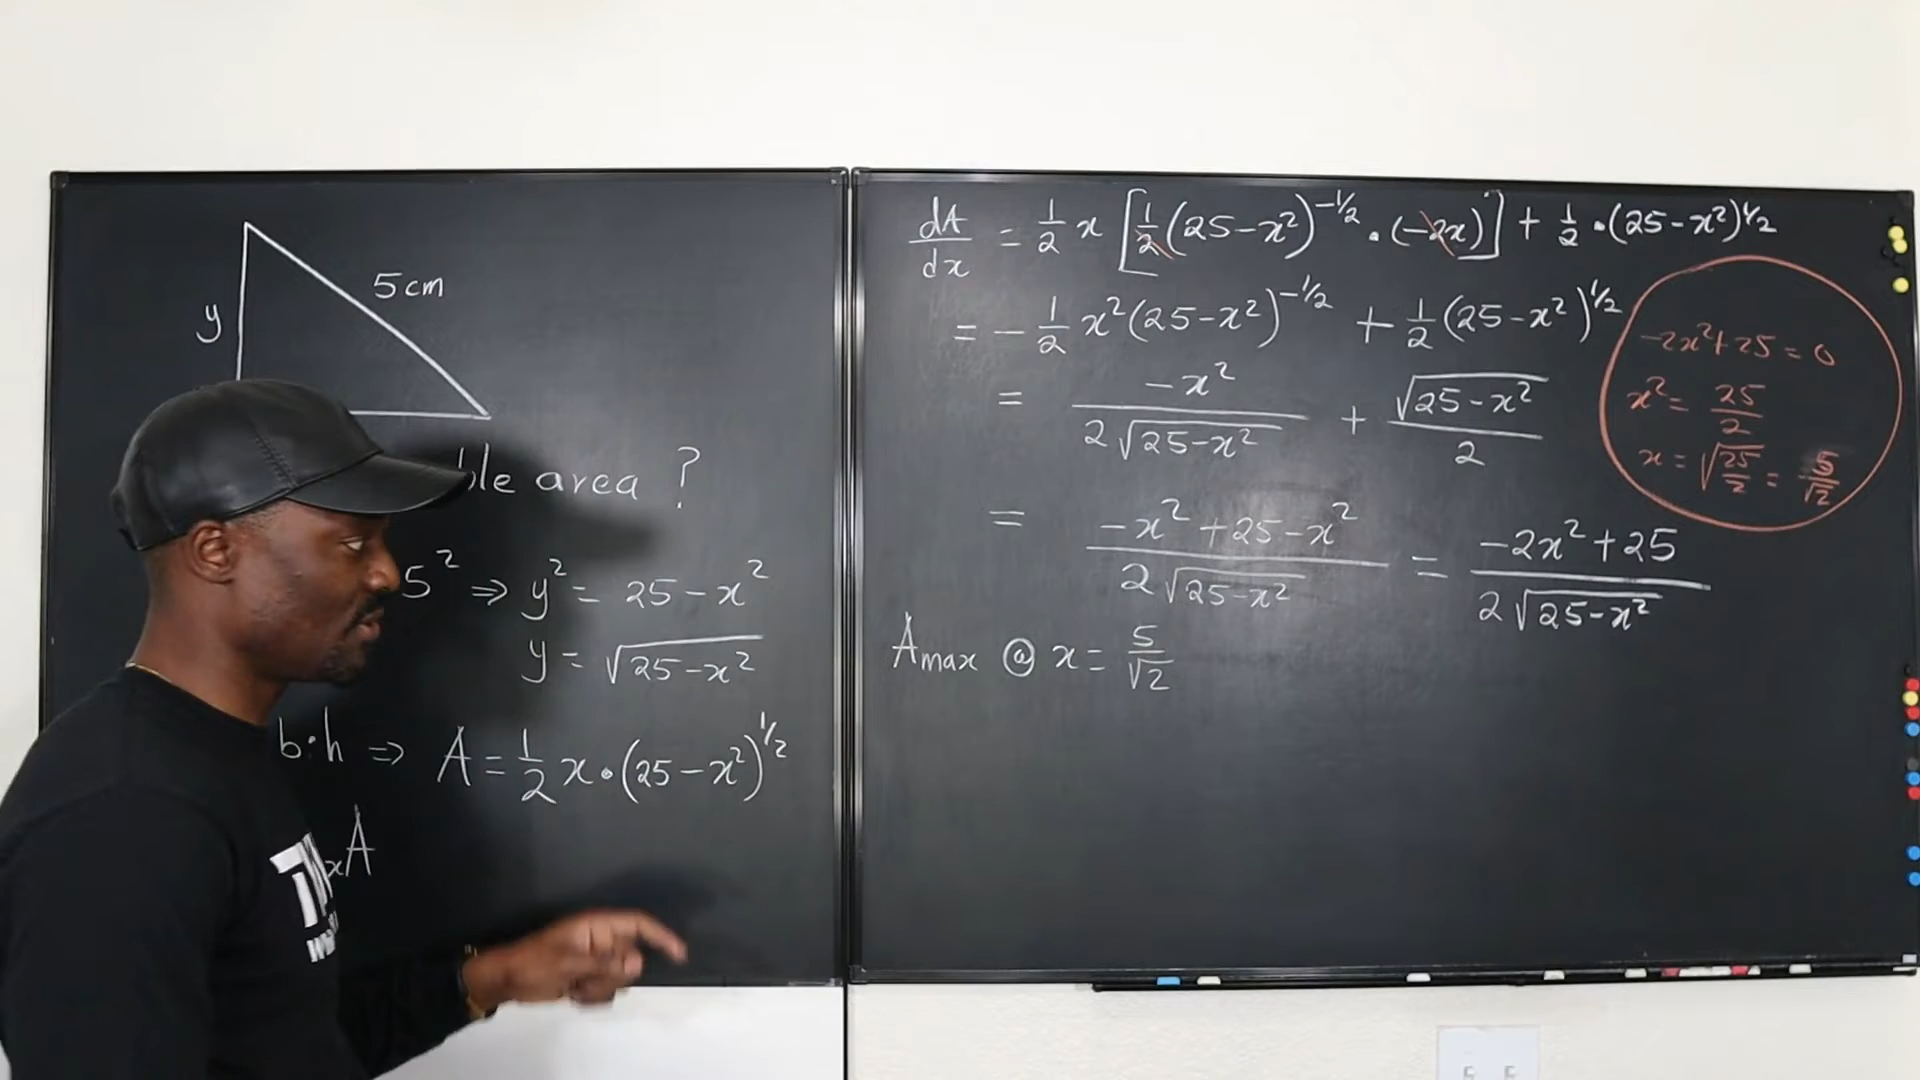 y
5cm
ble area ?
5² ⇒ y² = 25-x²
y = √(25-x²)
b·h ⇒ A = 1/2 x·(25-x²)^1/2
xA
dA/dx = 1/2 x [1/2 (25-x²)^-1/2 · (-2x)] + 1/2 · (25-x²)^1/2
= -1/2 x² (25-x²)^-1/2 + 1/2 (25-x²)^1/2
= -x²/(2√(25-x²)) + √(25-x²)/2
= (-x²+25-x²)/(2√(25-x²)) = (-2x²+25)/(2√(25-x²))
Amax @ x = 5/√2
-2x²+25 = 0
x² = 25/2
x = √(25/2) = 5/√2